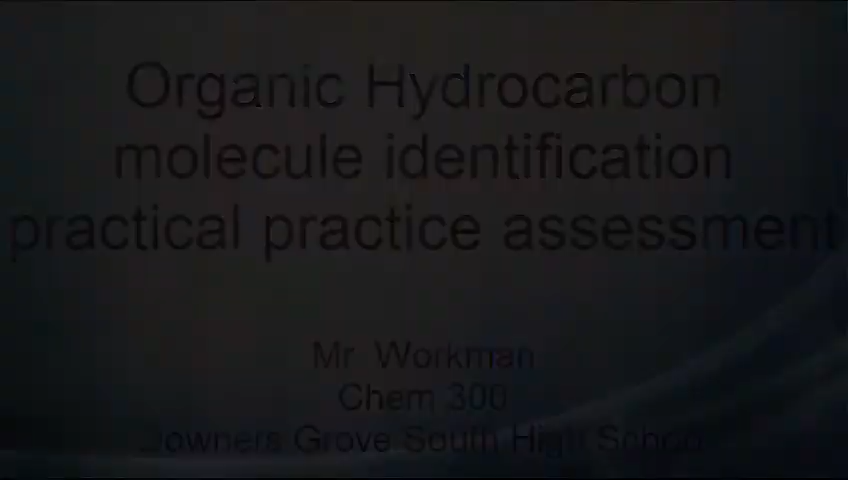 Organic Hydrocarbon
molecule identification
practical practice assessment
Mr. Workman
Chem 300
Downers Grove South High School